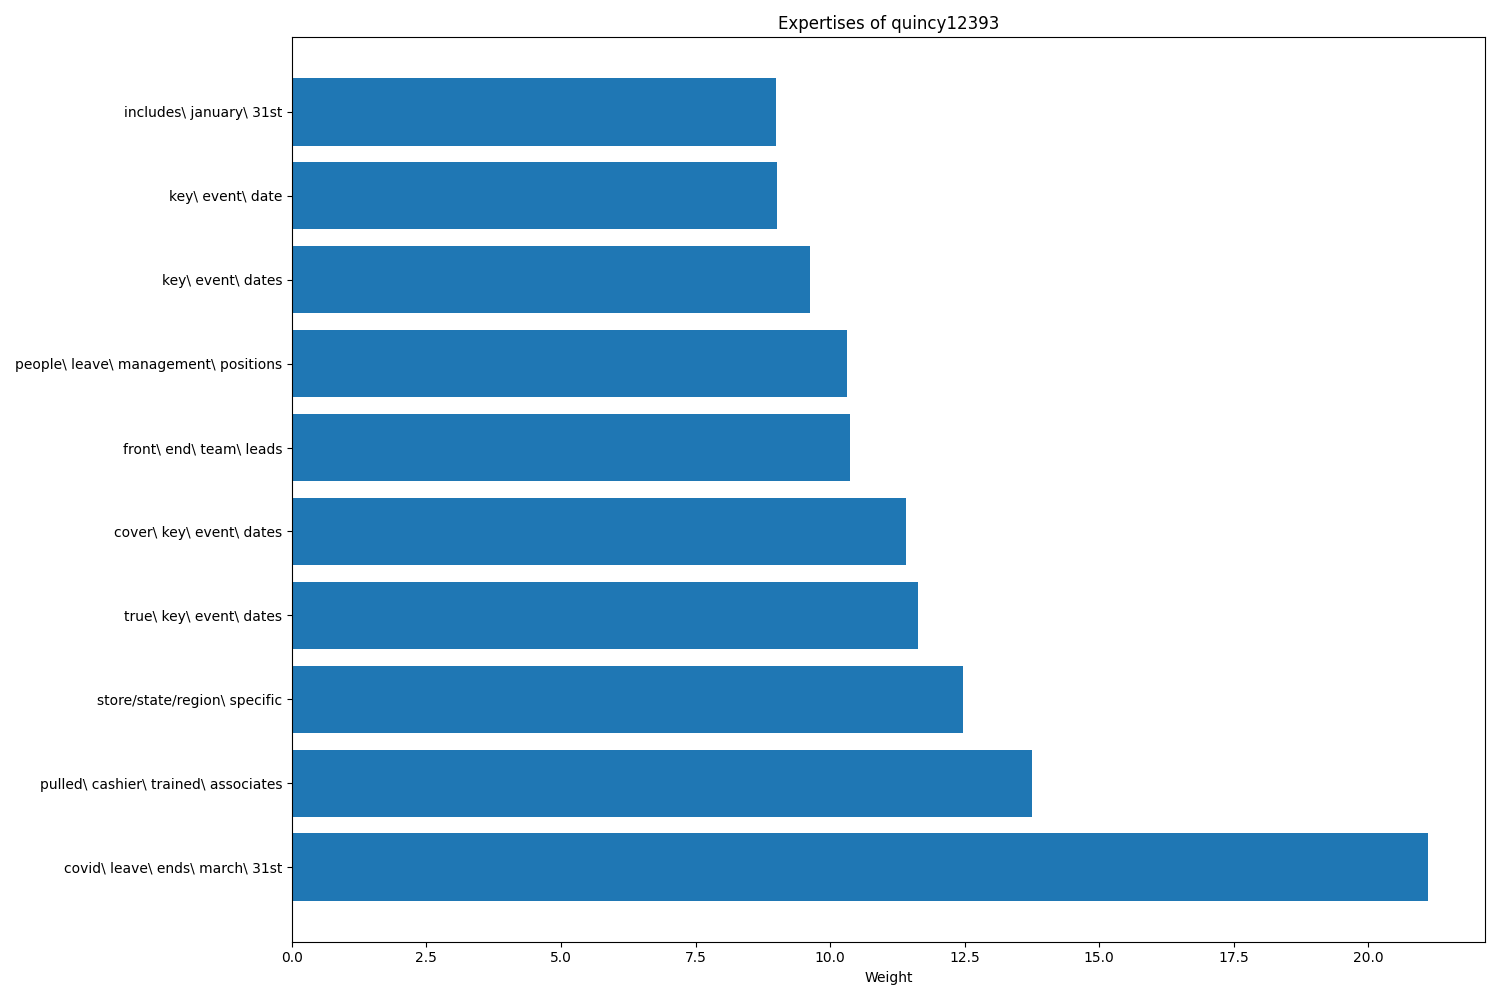 Expertises of quincy12393
includes\ january\ 31st
key\ event\ date
key\ event\ dates
people\ leave\ management\ positions
front\ end\ team\ leads
cover\ key\ event\ dates
true\ key\ event\ dates
store/state/region\ specific
pulled\ cashier\ trained\ associates
covid\ leave\ ends\ march\ 31st
0.0 2.5 5.0 7.5 10.0 12.5 15.0 17.5 20.0
Weight